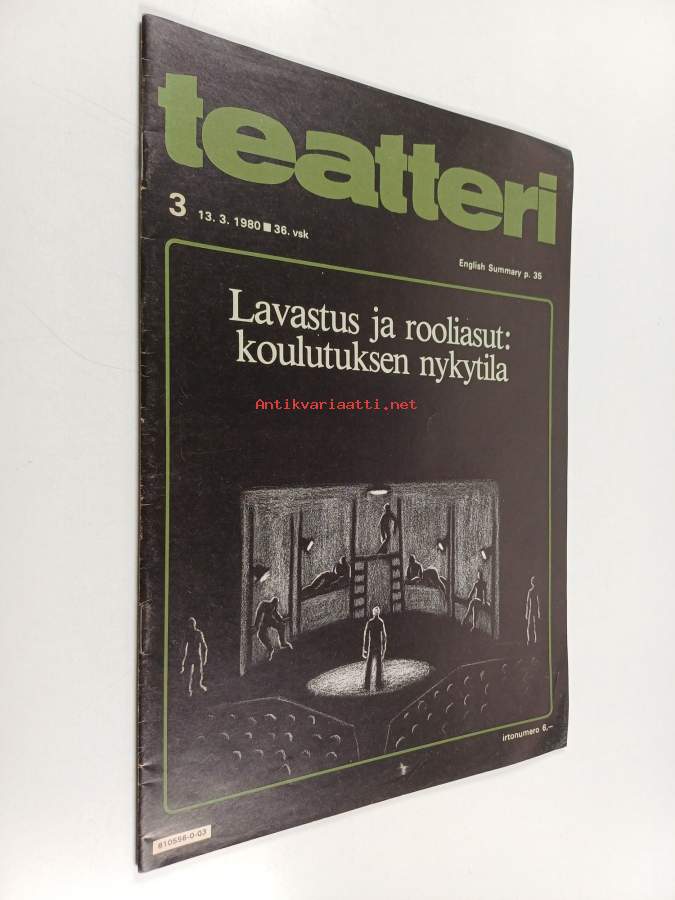 teatteri
3 13. 3. 1980 ■ 36. vsk
English Summary p. 35
Lavastus ja rooliasut:
koulutuksen nykytila
Antikvariaatti.net
irtonumero 6,–
810556-0-03